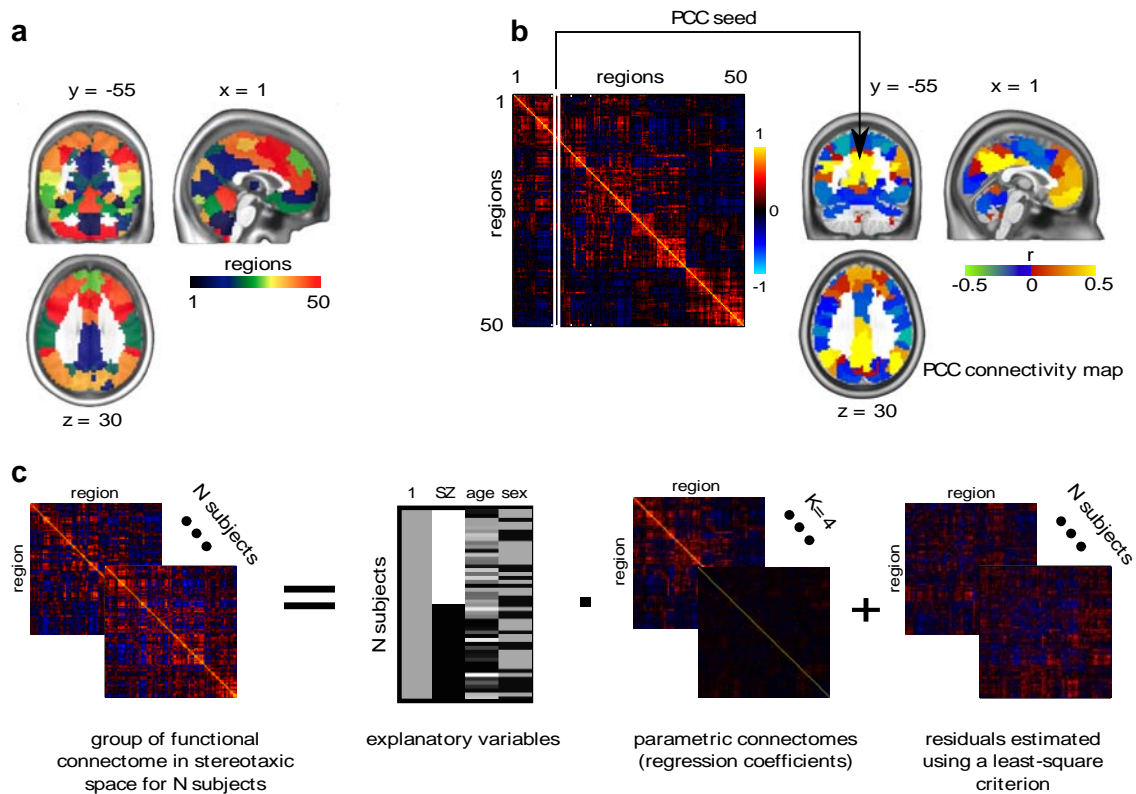 a
y = -55
x = 1
regions
1
50
z = 30
b
PCC seed
1
regions
50
1
regions
50
1
0
-1
y = -55
x = 1
r
-0.5
0
0.5
PCC connectivity map
z = 30
c
region
region
N subjects
1 SZ age sex
N subjects
region
region
K=4
region
region
N subjects
group of functional
connectome in stereotaxic
space for N subjects
explanatory variables
parametric connectomes
(regression coefficients)
residuals estimated
using a least-square
criterion